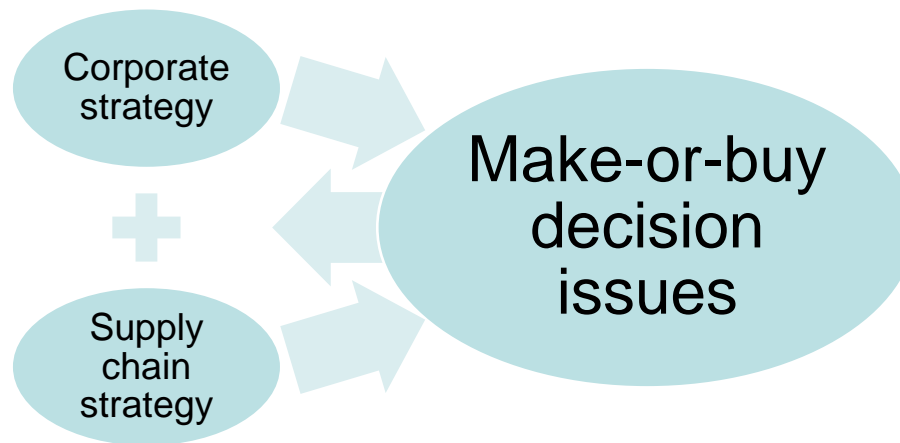 Corporate
strategy
Make-or-buy
decision
issues
Supply
chain
strategy